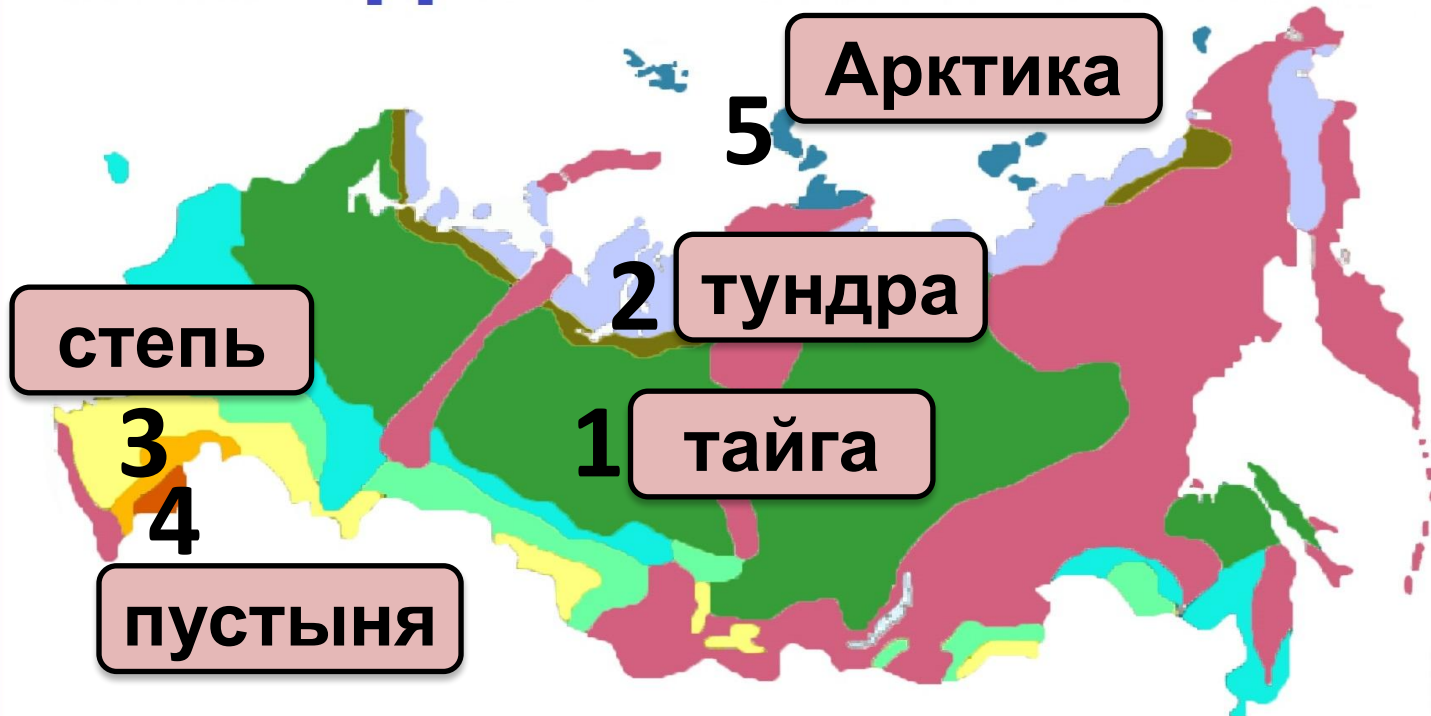 5 Арктика
2 тундра
степь
3
1 тайга
4
пустыня